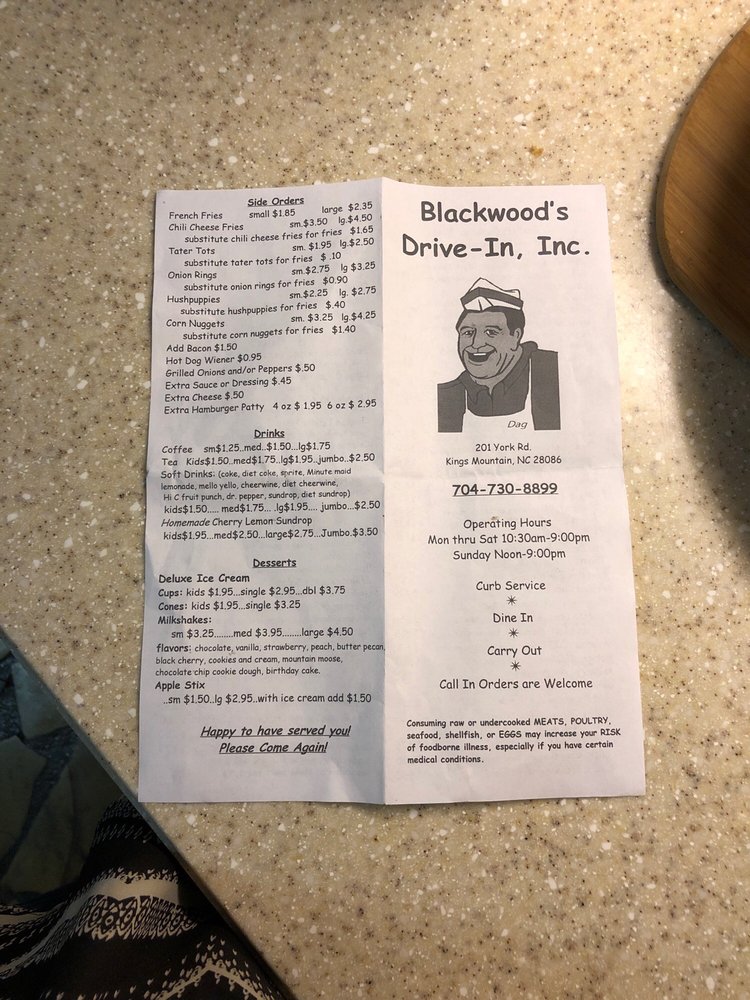 Side Orders
French Fries small $1.85 large $2.35
Chili Cheese Fries sm.$3.50 lg.$4.50
substitute chili cheese fries for fries $1.65
Tater Tots sm. $1.95 lg.$2.50
substitute tater tots for fries $ .10
Onion Rings sm.$2.75 lg $3.25
substitute onion rings for fries $0.90
Hushpuppies sm.$2.25 lg. $2.75
substitute hushpuppies for fries $.40
Corn Nuggets sm. $3.25 lg.$4.25
substitute corn nuggets for fries $1.40
Add Bacon $1.50
Hot Dog Wiener $0.95
Grilled Onions and/or Peppers $.50
Extra Sauce or Dressing $.45
Extra Cheese $.50
Extra Hamburger Patty 4 oz $ 1.95 6 oz $ 2.95
Drinks
Coffee sm$1.25..med..$1.50...lg$1.75
Tea Kids$1.50..med$1.75..lg$1.95..jumbo..$2.50
Soft Drinks: (coke, diet coke, sprite, Minute maid
lemonade, mello yello, cheerwine, diet cheerwine,
Hi C fruit punch, dr. pepper, sundrop, diet sundrop)
kids$1.50..... med$1.75... .lg$1.95.... jumbo...$2.50
Homemade Cherry Lemon Sundrop
kids$1.95...med$2.50...large$2.75...Jumbo.$3.50
Desserts
Deluxe Ice Cream
Cups: kids $1.95...single $2.95...dbl $3.75
Cones: kids $1.95...single $3.25
Milkshakes:
sm $3.25........med $3.95........large $4.50
flavors: chocolate, vanilla, strawberry, peach, butter pecan,
black cherry, cookies and cream, mountain moose,
chocolate chip cookie dough, birthday cake.
Apple Stix
..sm $1.50..lg $2.95..with ice cream add $1.50
Happy to have served you!
Please Come Again!
Blackwood's
Drive-In, Inc.
Dag
201 York Rd.
Kings Mountain, NC 28086
704-730-8899
Operating Hours
Mon thru Sat 10:30am-9:00pm
Sunday Noon-9:00pm
Curb Service
Dine In
Carry Out
Call In Orders are Welcome
Consuming raw or undercooked MEATS, POULTRY,
seafood, shellfish, or EGGS may increase your RISK
of foodborne illness, especially if you have certain
medical conditions.